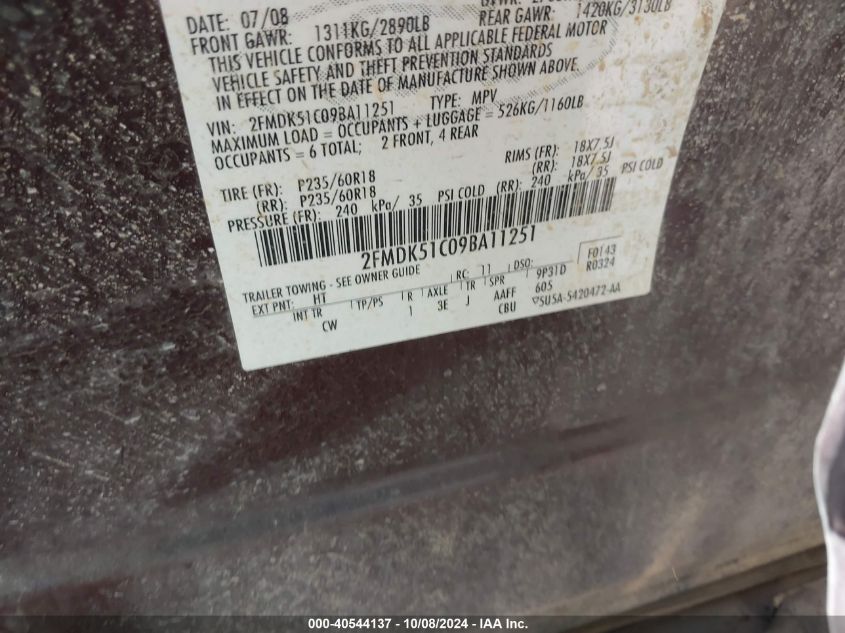 DATE: 07/08
FRONT GAWR: 1311KG/2890LB REAR GAWR: 1420KG/3130LB
THIS VEHICLE CONFORMS TO ALL APPLICABLE FEDERAL MOTOR
VEHICLE SAFETY AND THEFT PREVENTION STANDARDS
IN EFFECT ON THE DATE OF MANUFACTURE SHOWN ABOVE.
VIN: 2FMDK51C09BA11251 TYPE: MPV
MAXIMUM LOAD = OCCUPANTS + LUGGAGE = 526KG/1160LB
OCCUPANTS = 6 TOTAL; 2 FRONT, 4 REAR
TIRE (FR): P235/60R18 RIMS (FR): 18X7.5J
(RR): P235/60R18 (RR): 18X7.5J
PRESSURE (FR): 240 kPa/ 35 PSI COLD (RR): 240 kPa/ 35 PSI COLD
2FMDK51C09BA11251
F0143
R0324
TRAILER TOWING - SEE OWNER GUIDE
RC: 11 DSO: 9P31D
EXT PNT: HT
INT TR TP/PS R AXLE TR SPR 605
CW 1 3E J AAFF
CBU 5U5A-5420472-AA
000-40544137 - 10/08/2024 - IAA Inc.